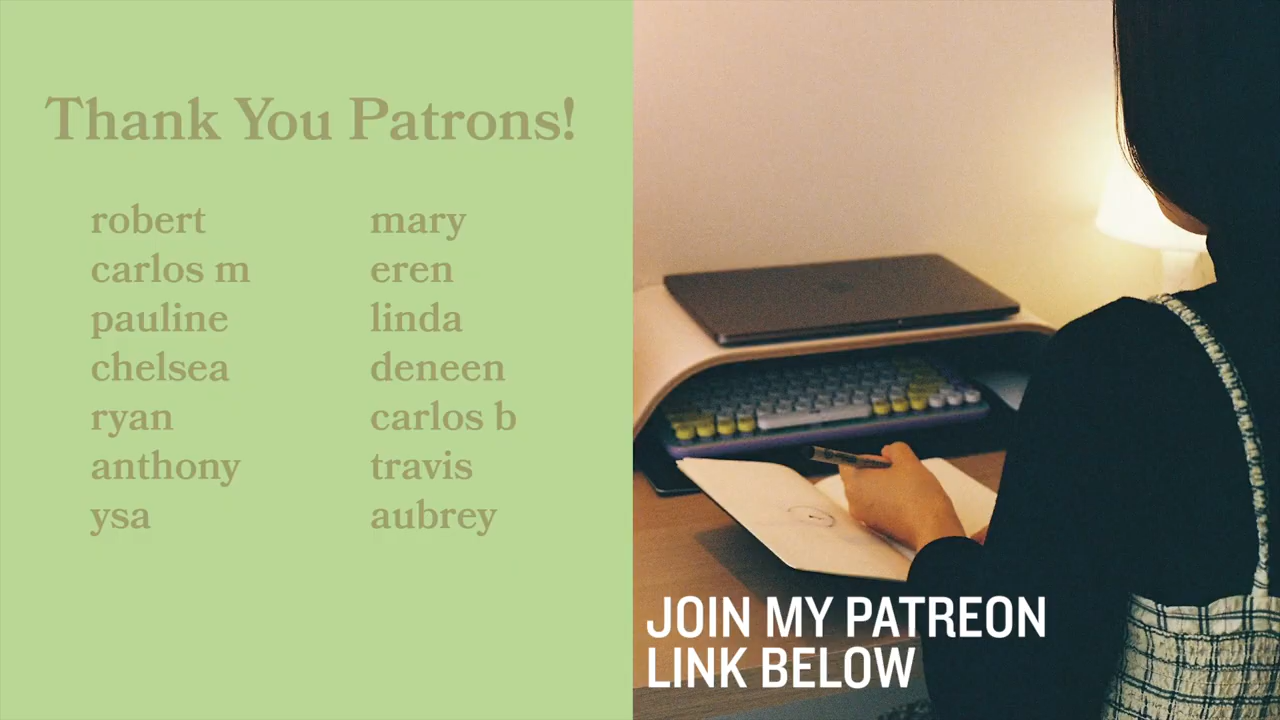 Thank You Patrons!
robert
carlos m
pauline
chelsea
ryan
anthony
ysa
mary
eren
linda
deneen
carlos b
travis
aubrey
JOIN MY PATREON
LINK BELOW